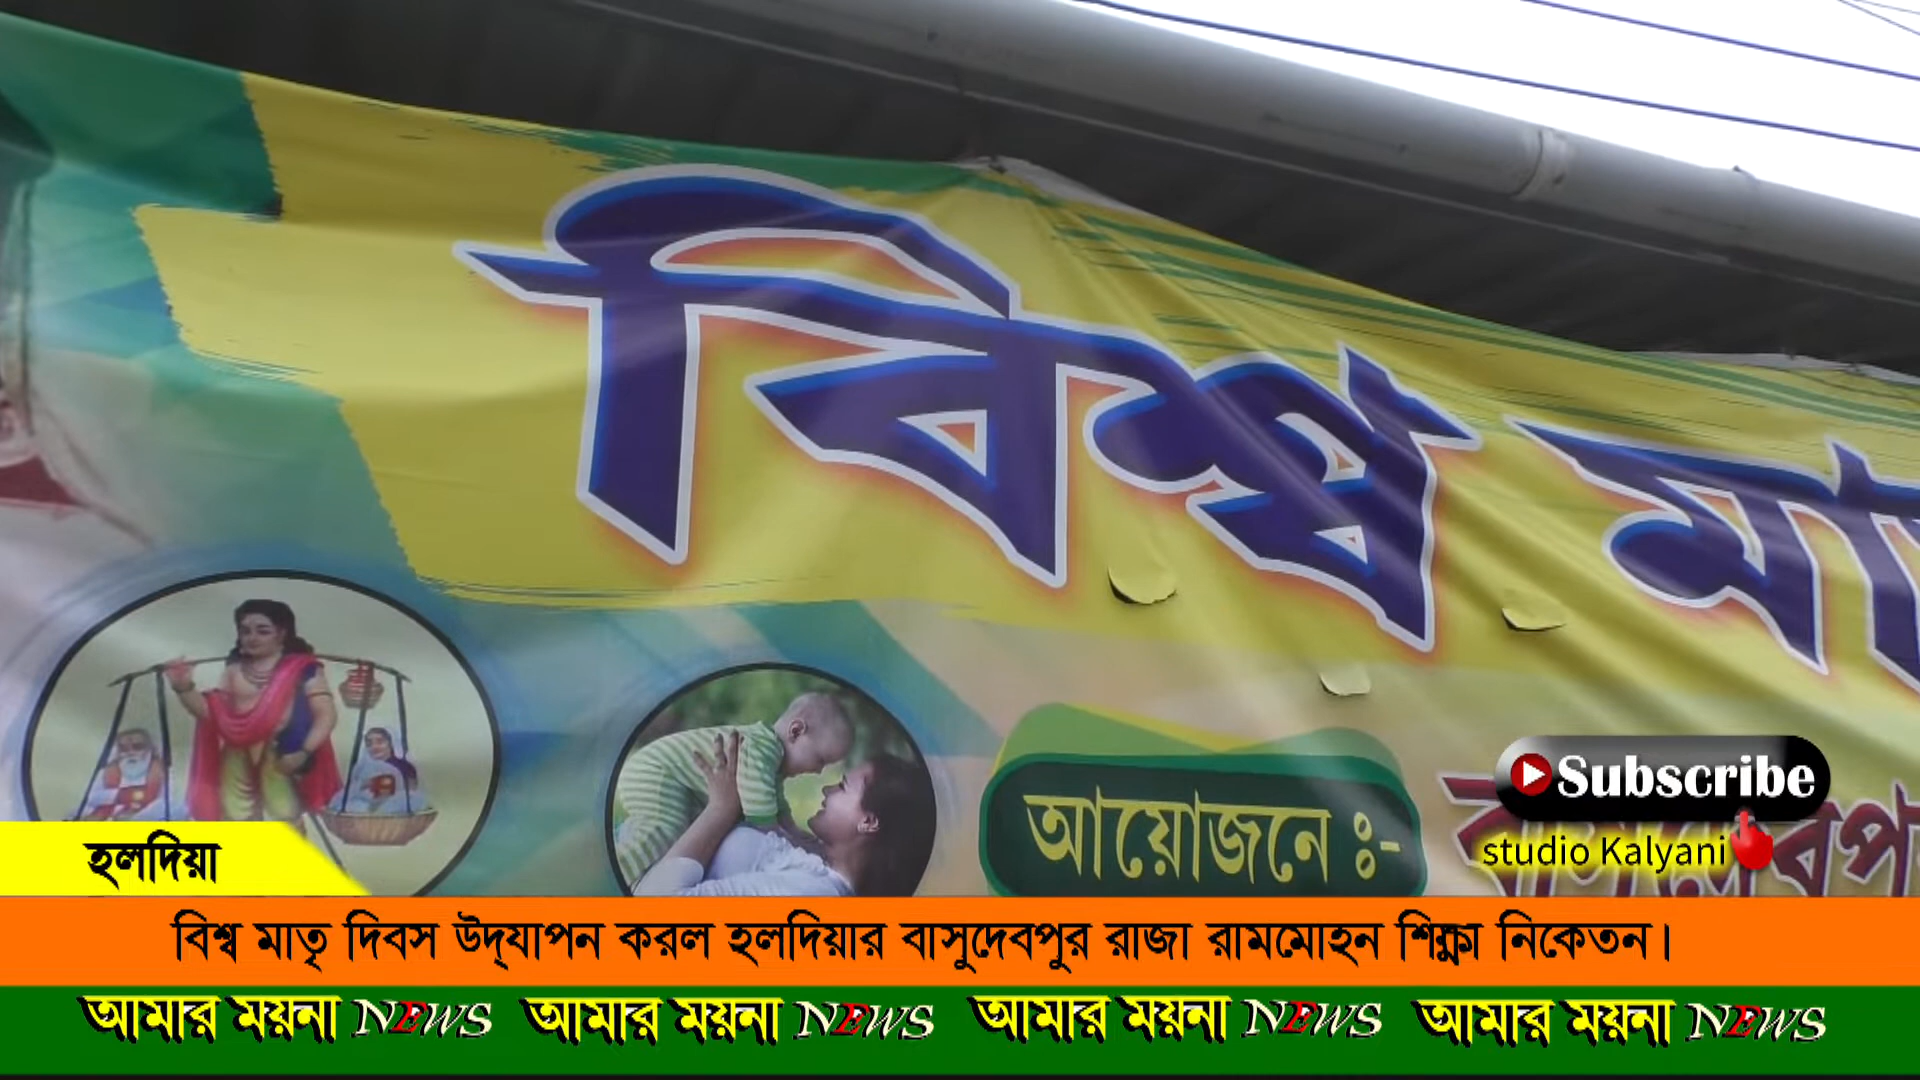 বিশ্ব মা
আয়োজনে ঃ-
Subscribe
studio Kalyani
হলদিয়া
বিশ্ব মাতৃ দিবস উদ্‌যাপন করল হলদিয়ার বাসুদেবপুর রাজা রামমোহন শিক্ষা নিকেতন।
আমার ময়না NEWS আমার ময়না NEWS আমার ময়না NEWS আমার ময়না NEWS